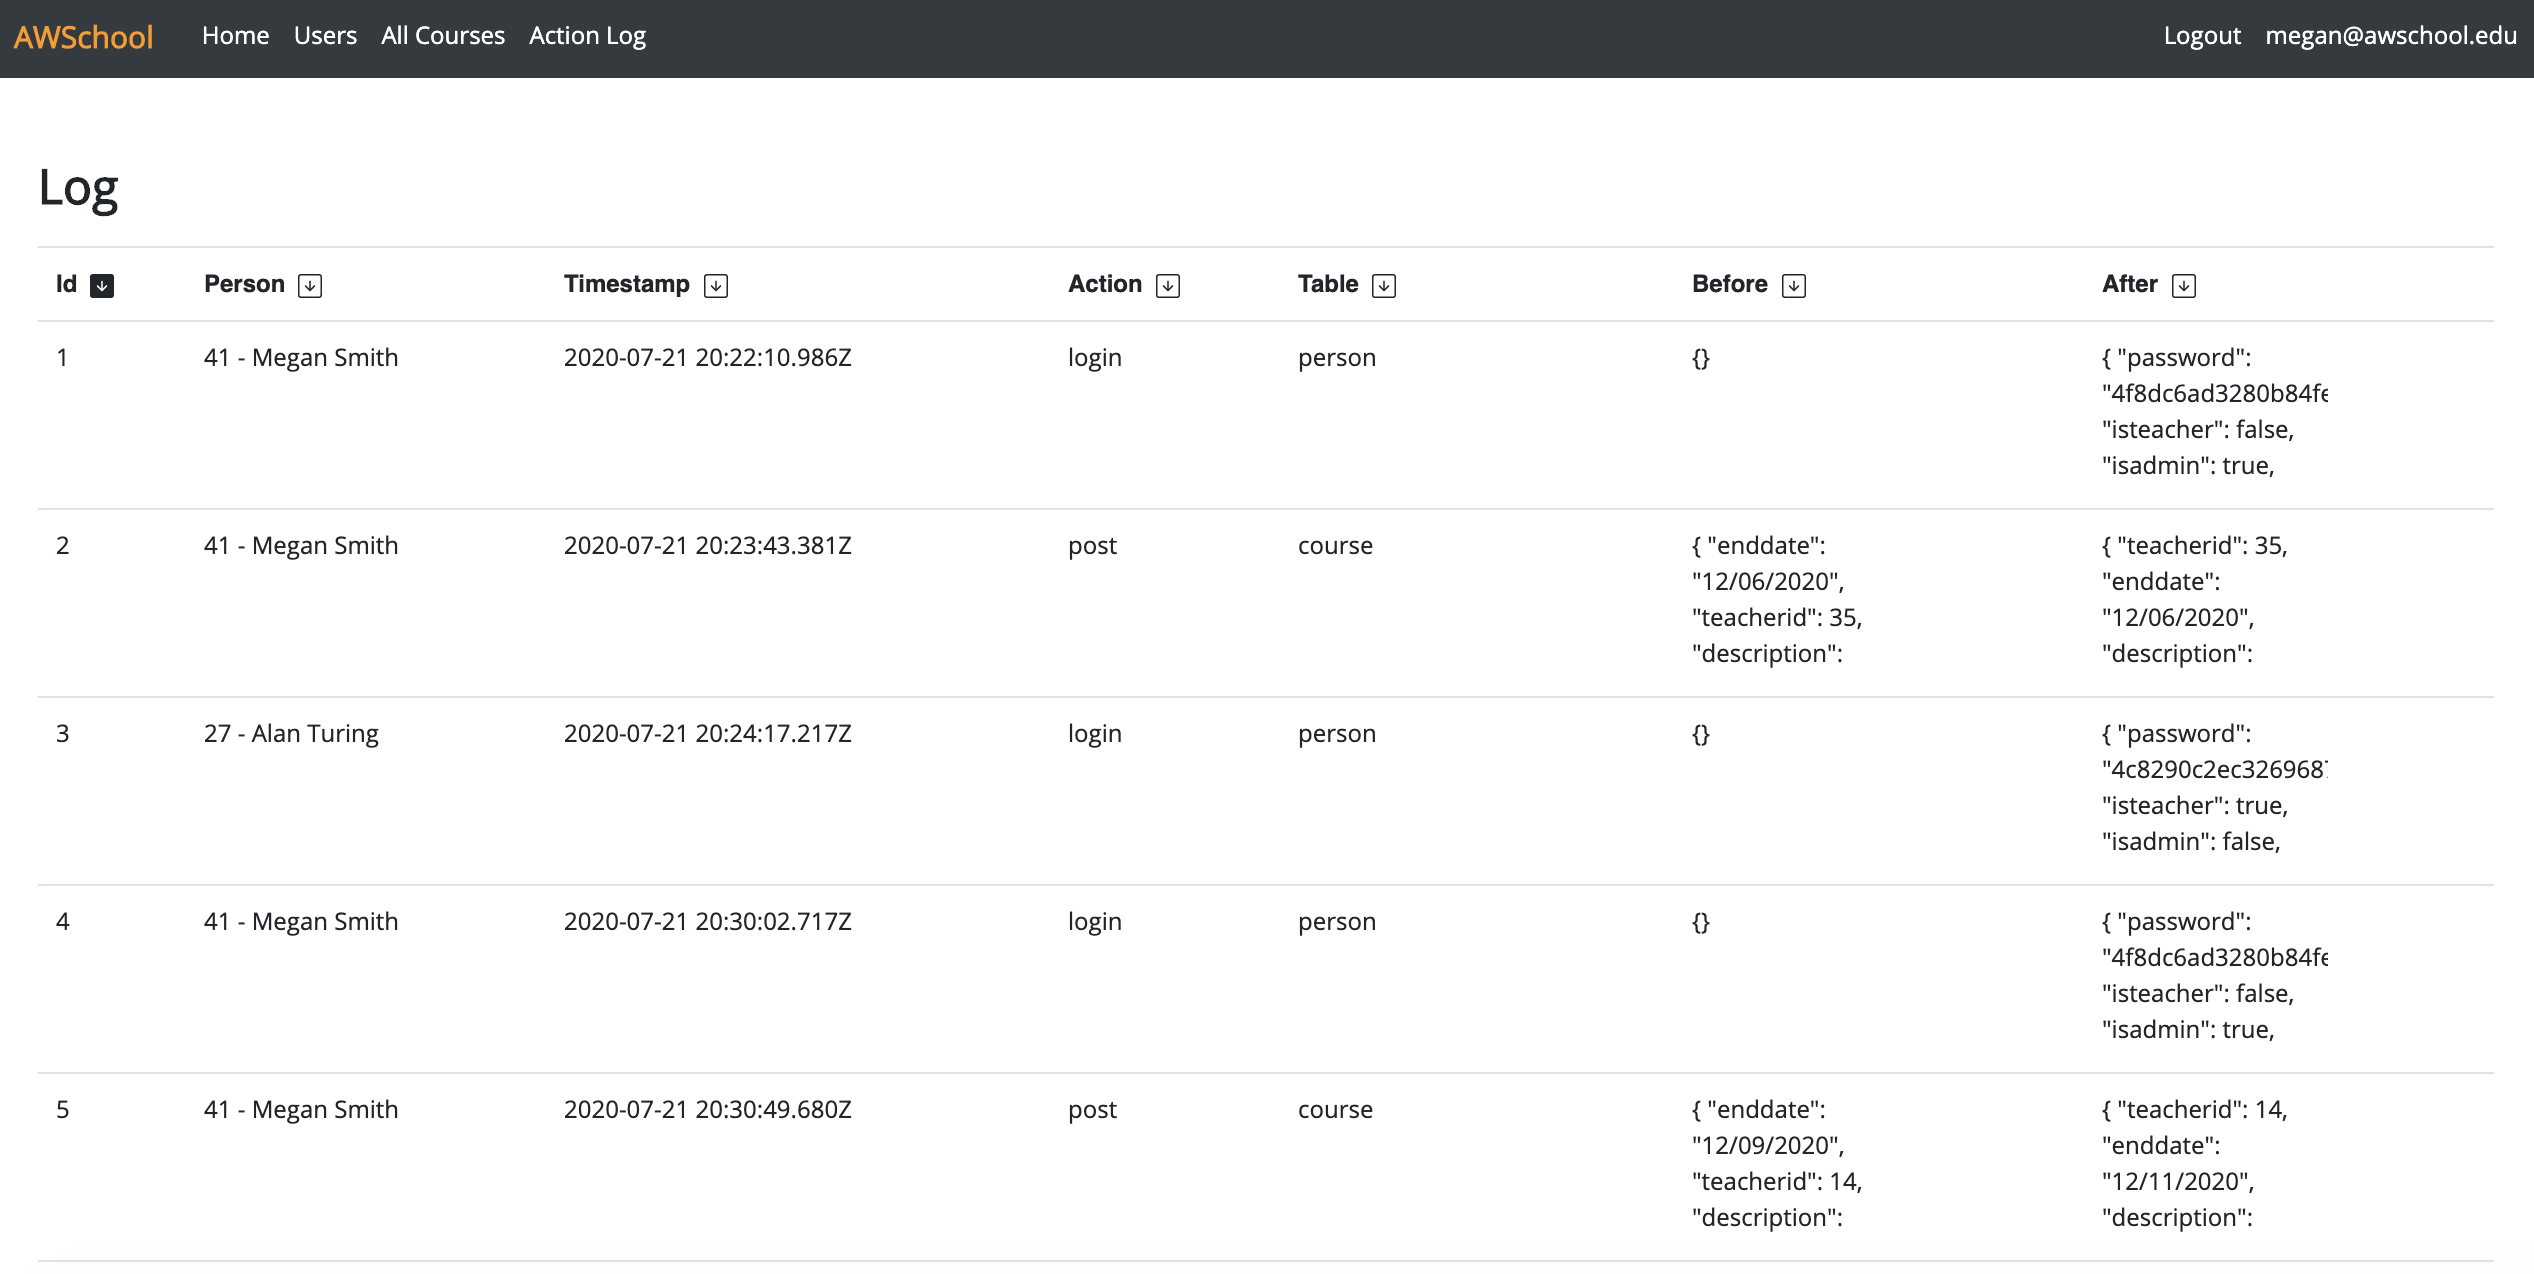 AWSchool Home Users All Courses Action Log Logout megan@awschool.edu
Log
Id Person Timestamp Action Table Before After
1 41 - Megan Smith 2020-07-21 20:22:10.986Z login person {} { "password":
"4f8dc6ad3280b84fe
"isteacher": false,
"isadmin": true,
2 41 - Megan Smith 2020-07-21 20:23:43.381Z post course { "enddate": { "teacherid": 35,
"12/06/2020", "enddate":
"teacherid": 35, "12/06/2020",
"description": "description":
3 27 - Alan Turing 2020-07-21 20:24:17.217Z login person {} { "password":
"4c8290c2ec3269687
"isteacher": true,
"isadmin": false,
4 41 - Megan Smith 2020-07-21 20:30:02.717Z login person {} { "password":
"4f8dc6ad3280b84fe
"isteacher": false,
"isadmin": true,
5 41 - Megan Smith 2020-07-21 20:30:49.680Z post course { "enddate": { "teacherid": 14,
"12/09/2020", "enddate":
"teacherid": 14, "12/11/2020",
"description": "description":